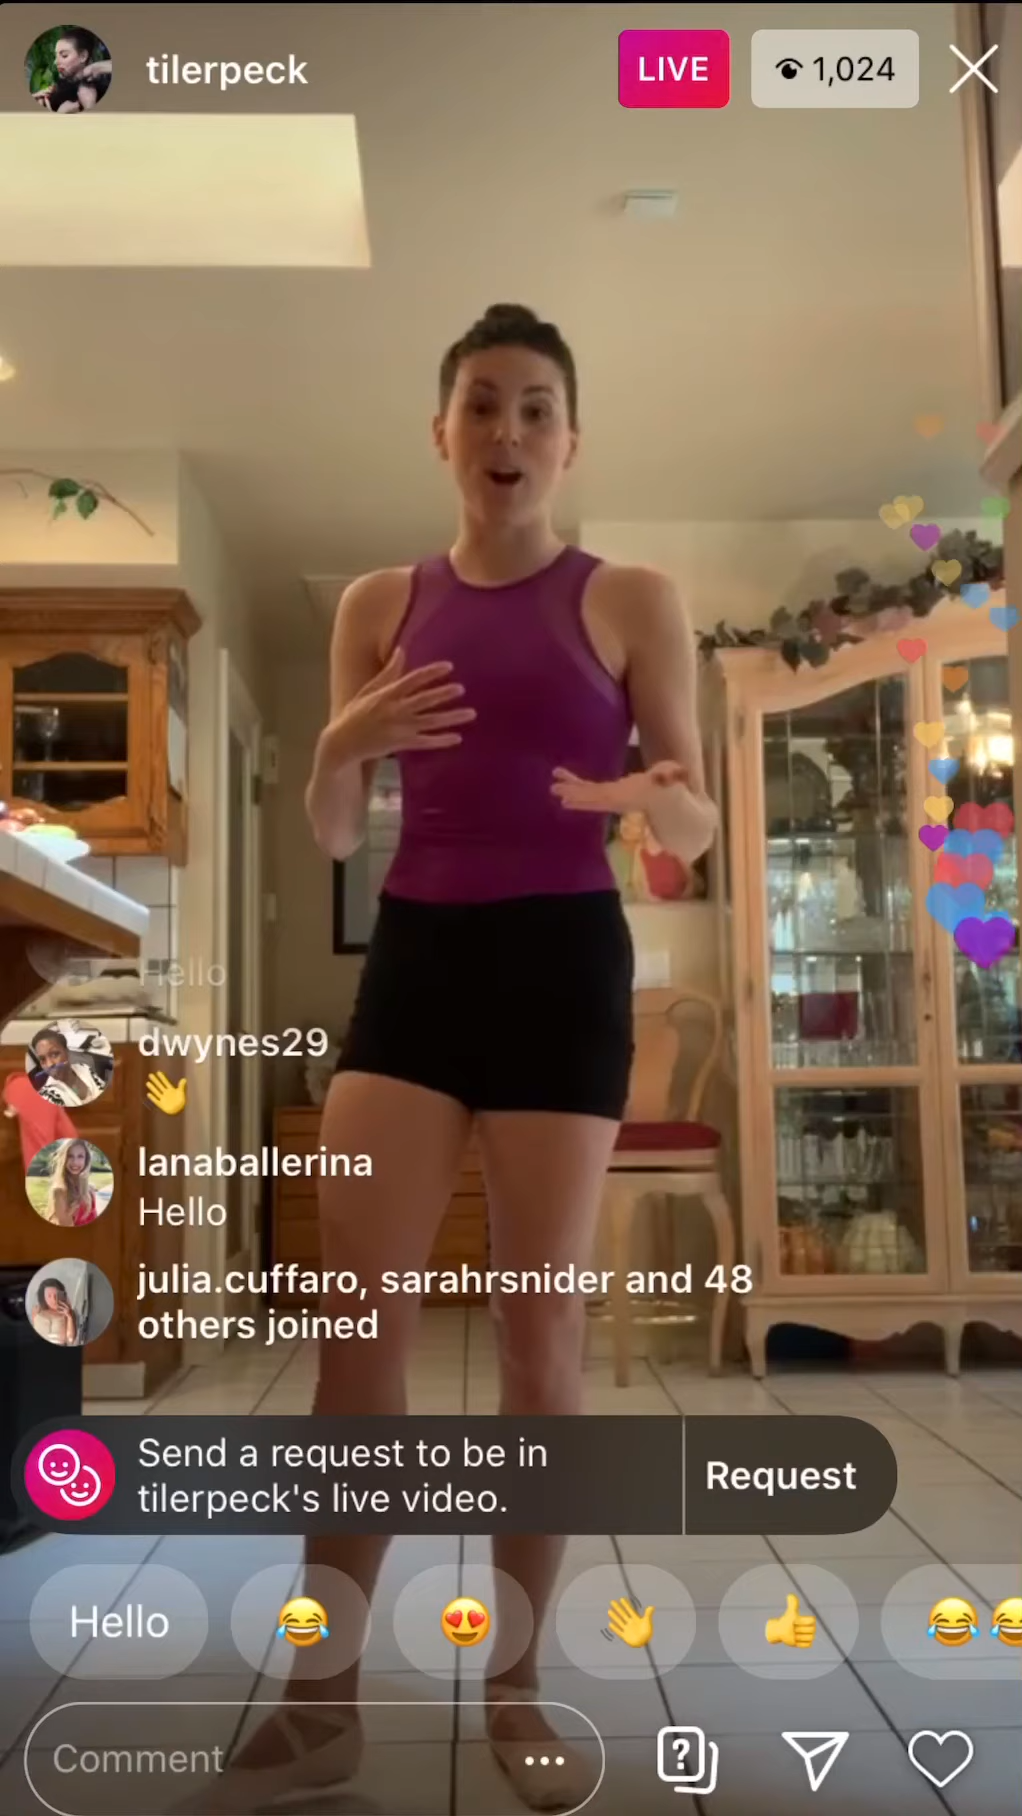 tilerpeck
LIVE
1,024
Hello
dwynes29
👋
lanaballerina
Hello
julia.cuffaro, sarahrsnider and 48
others joined
Send a request to be in
tilerpeck's live video.
Request
Hello
😂
😍
👋
👍
😂😂
Comment